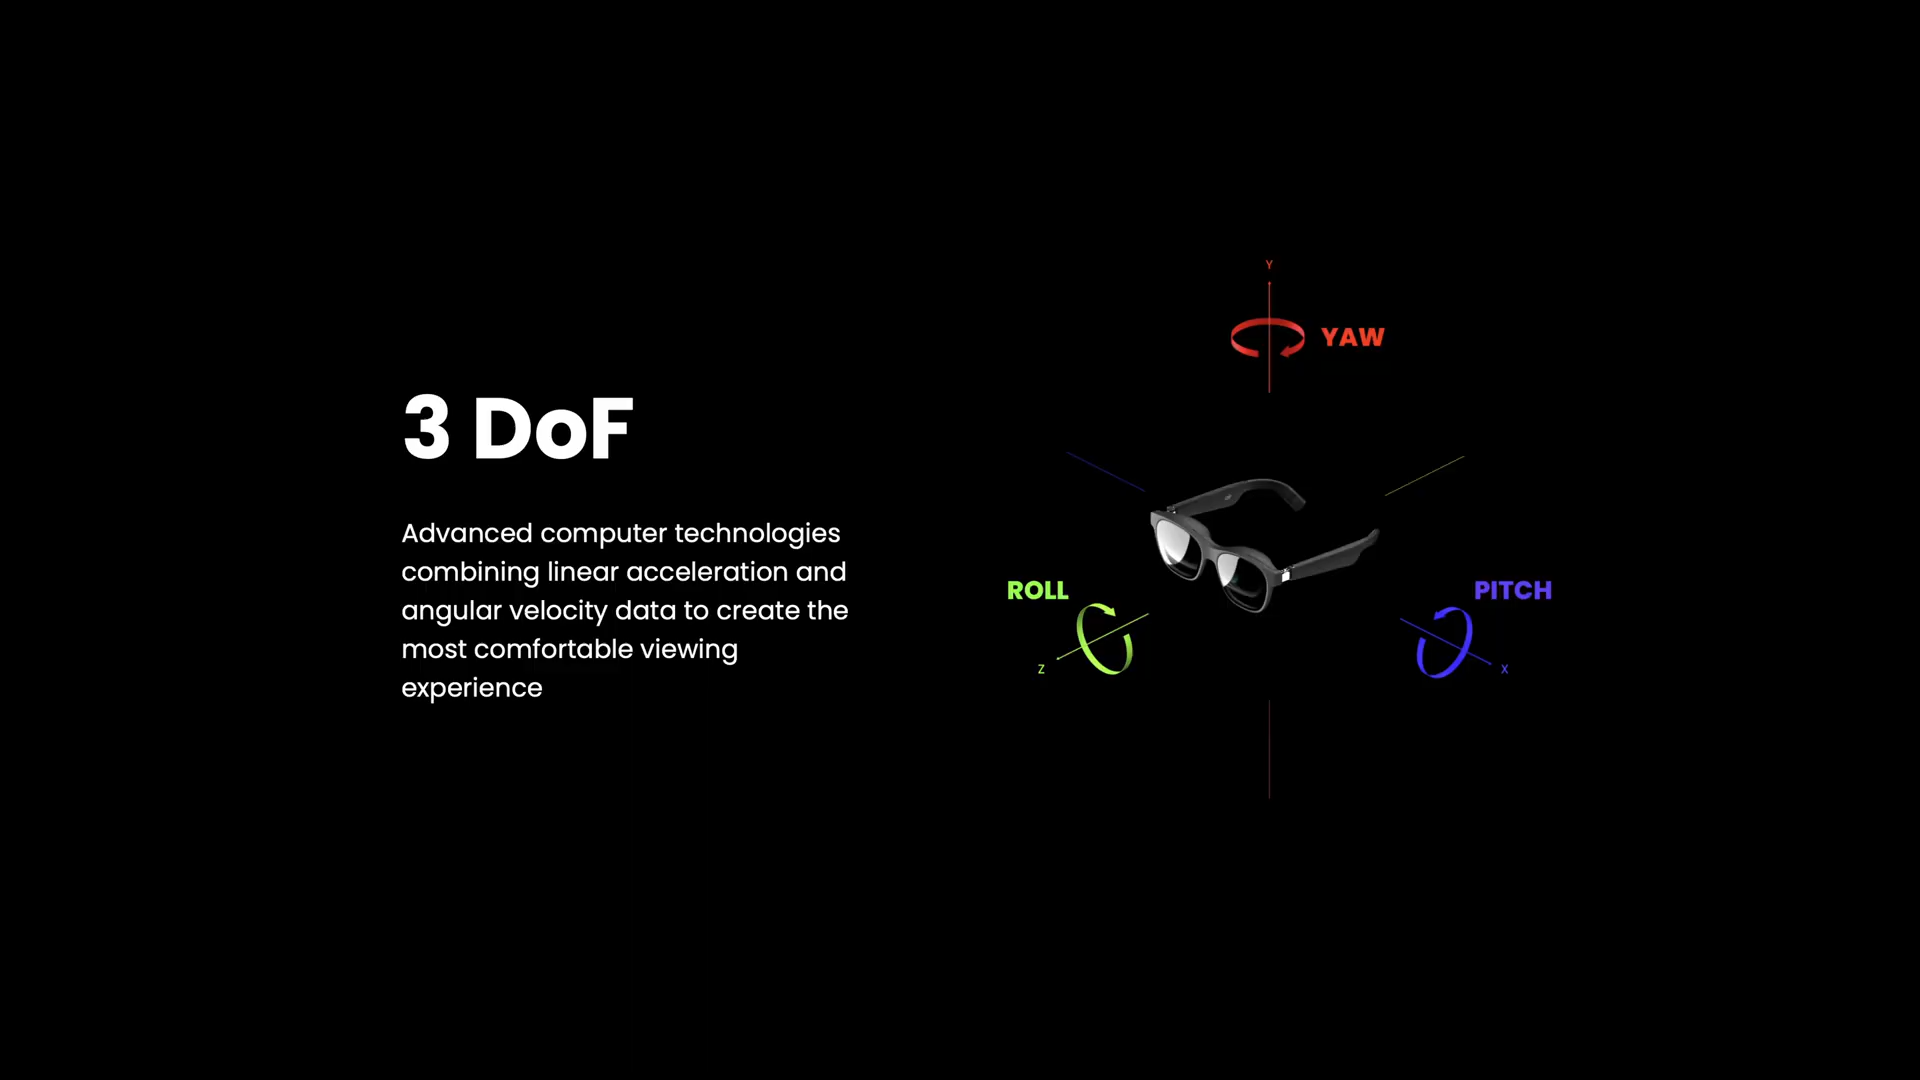 3 DoF
Advanced computer technologies
combining linear acceleration and
angular velocity data to create the
most comfortable viewing
experience
Y
YAW
ROLL
Z
PITCH
X